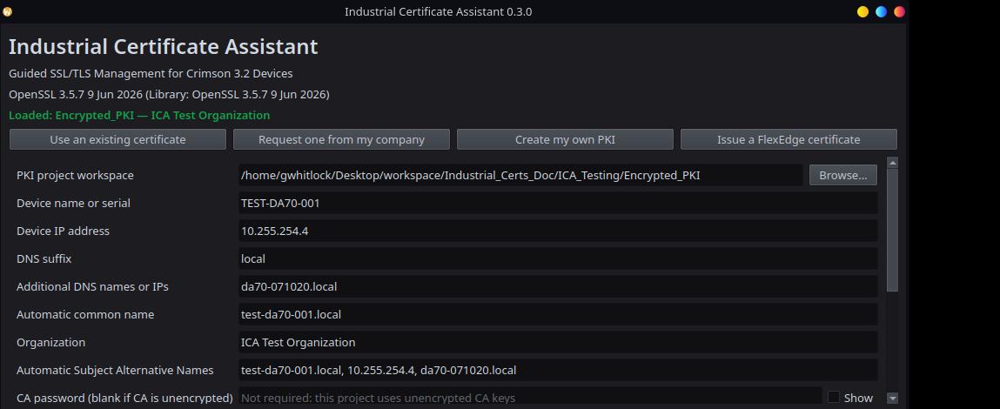 Industrial Certificate Assistant 0.3.0
Industrial Certificate Assistant
Guided SSL/TLS Management for Crimson 3.2 Devices
OpenSSL 3.5.7 9 Jun 2026 (Library: OpenSSL 3.5.7 9 Jun 2026)
Loaded: Encrypted_PKI — ICA Test Organization
Use an existing certificate Request one from my company Create my own PKI Issue a FlexEdge certificate
PKI project workspace /home/gwhitlock/Desktop/workspace/Industrial_Certs_Doc/ICA_Testing/Encrypted_PKI Browse...
Device name or serial TEST-DA70-001
Device IP address 10.255.254.4
DNS suffix local
Additional DNS names or IPs da70-071020.local
Automatic common name test-da70-001.local
Organization ICA Test Organization
Automatic Subject Alternative Names test-da70-001.local, 10.255.254.4, da70-071020.local
CA password (blank if CA is unencrypted) Not required: this project uses unencrypted CA keys Show